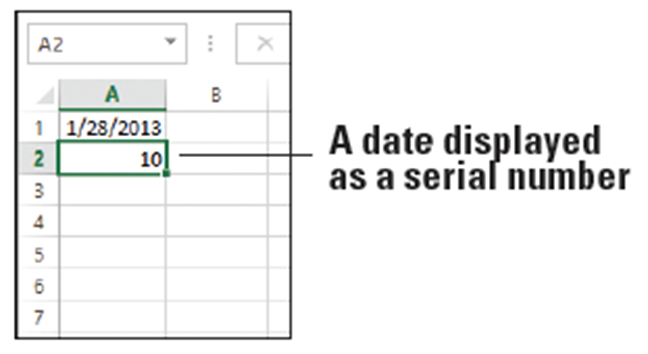 A2
A B
1 1/28/2013
2 10
3
4
5
6
7
A date displayed
as a serial number